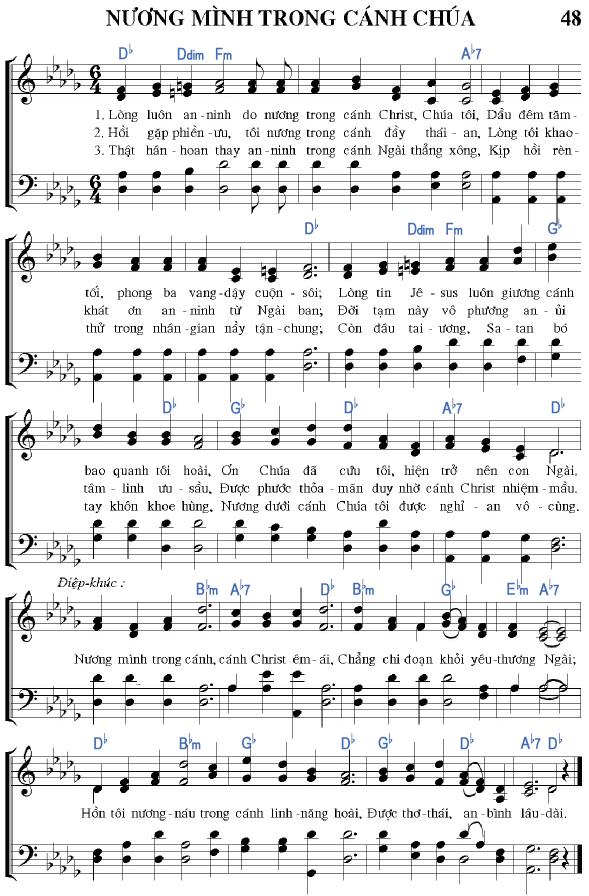 NƯƠNG MÌNH TRONG CÁNH CHÚA 48
D♭ Ddim Fm A♭7
1. Lòng luôn an-ninh do nương trong cánh Christ, Chúa tôi, Dẫu đêm tăm-
2. Hồi gặp phiền-ưu, tôi nương trong cánh đầy thái-an, Lòng tôi khao-
3. Thật hân-hoan thay an-ninh trong cánh Ngài thẳng xông, Kịp hồi rèn-
D♭ Ddim Fm G♭
tối, phong ba vang-dậy cuộn-sôi; Lòng tin Jê-sus luôn giương cánh
khát ơn an-ninh từ Ngài ban; Đời tạm này vô phương an-ủi
thử trong nhân-gian nầy tận-chung; Còn đâu tai-ương, Sa-tan bó
D♭ G♭ D♭ A♭7 D♭
bao quanh tôi hoài, Ơn Chúa đã cứu tôi, hiện trở nên con Ngài.
tâm-linh ưu-sầu, Được phước thỏa-mãn duy nhờ cánh Christ nhiệm-mầu.
tay khôn khoe hùng, Nương dưới cánh Chúa tôi được nghỉ-an vô-cùng.
Điệp-khúc :
B♭m A♭7 D♭ B♭m G♭ E♭m A♭7
Nương mình trong cánh, cánh Christ êm-ái, Chẳng chi đoạn khỏi yêu-thương Ngài;
D♭ B♭m G♭ D♭ G♭ D♭ A♭7 D♭
Hồn tôi nương-náu trong cánh linh-năng hoài, Được thơ-thái, an-bình lâu-dài.